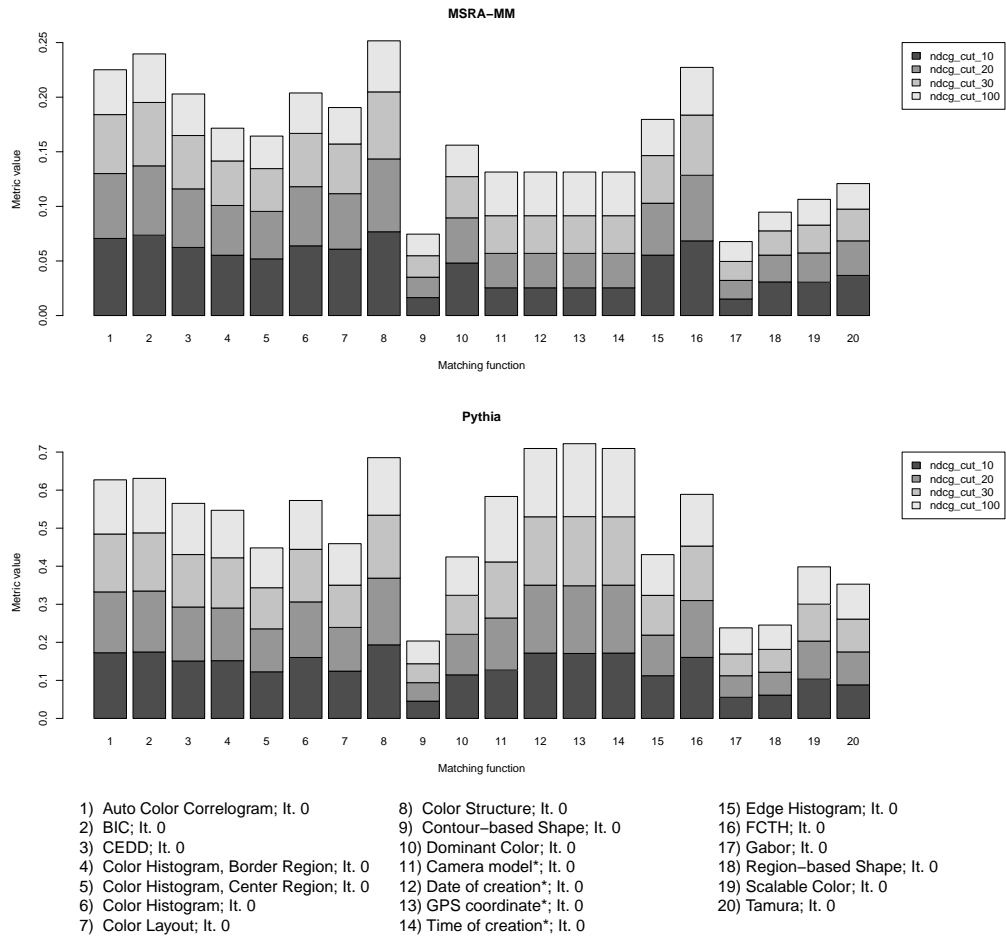 MSRA−MM
0.25
0.20
0.15
0.10
0.05
0.00
Metric value
1 2 3 4 5 6 7 8 9 10 11 12 13 14 15 16 17 18 19 20
Matching function
ndcg_cut_10
ndcg_cut_20
ndcg_cut_30
ndcg_cut_100
Pythia
0.7
0.6
0.5
0.4
0.3
0.2
0.1
0.0
Metric value
1 2 3 4 5 6 7 8 9 10 11 12 13 14 15 16 17 18 19 20
Matching function
ndcg_cut_10
ndcg_cut_20
ndcg_cut_30
ndcg_cut_100
1) Auto Color Correlogram; It. 0
2) BIC; It. 0
3) CEDD; It. 0
4) Color Histogram, Border Region; It. 0
5) Color Histogram, Center Region; It. 0
6) Color Histogram; It. 0
7) Color Layout; It. 0
8) Color Structure; It. 0
9) Contour−based Shape; It. 0
10) Dominant Color; It. 0
11) Camera model*; It. 0
12) Date of creation*; It. 0
13) GPS coordinate*; It. 0
14) Time of creation*; It. 0
15) Edge Histogram; It. 0
16) FCTH; It. 0
17) Gabor; It. 0
18) Region−based Shape; It. 0
19) Scalable Color; It. 0
20) Tamura; It. 0